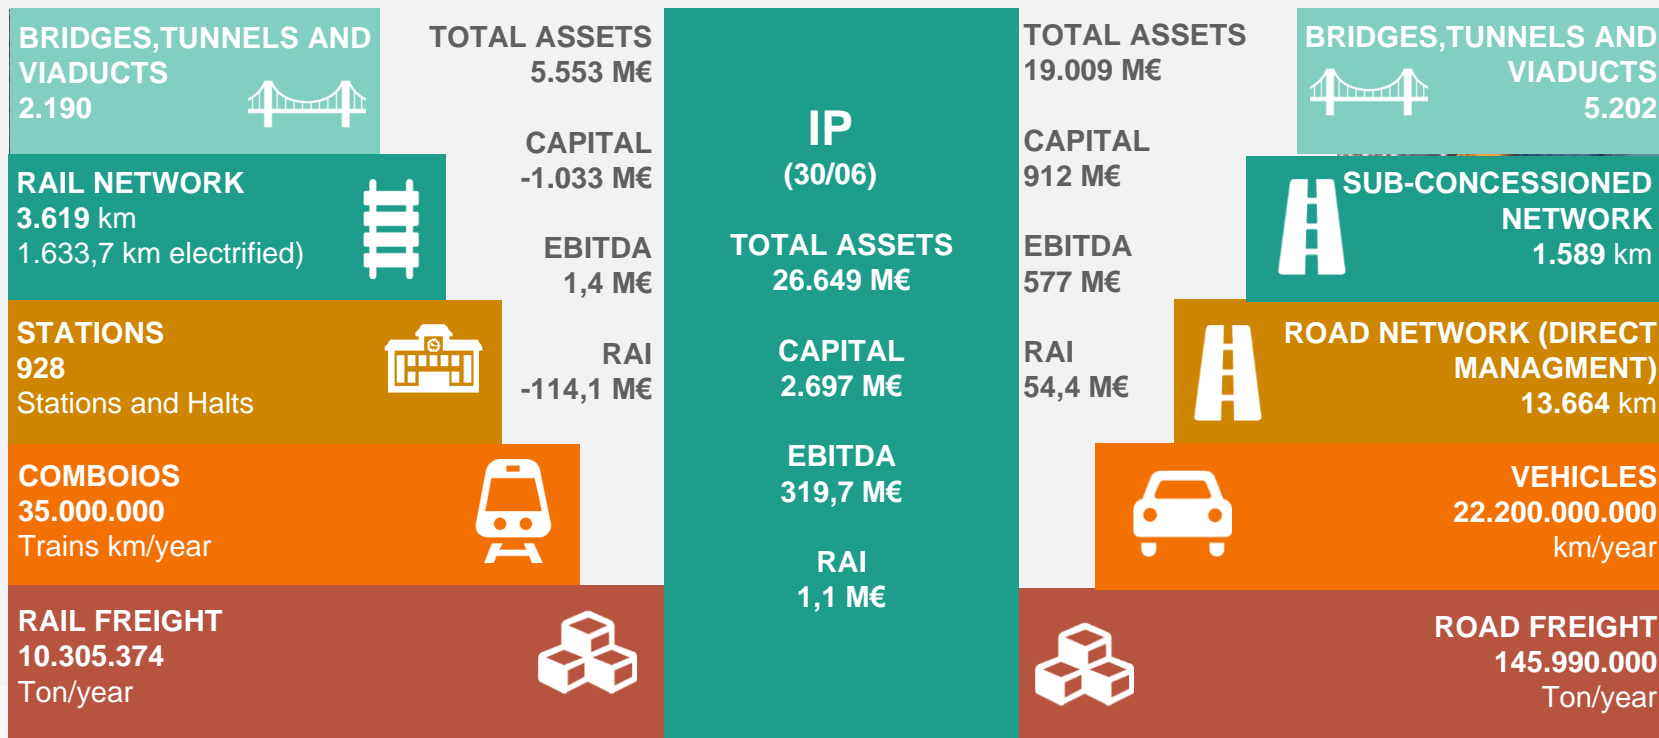 BRIDGES,TUNNELS AND
VIADUCTS
2.190
RAIL NETWORK
3.619 km
1.633,7 km electrified)
STATIONS
928
Stations and Halts
COMBOIOS
35.000.000
Trains km/year
RAIL FREIGHT
10.305.374
Ton/year
TOTAL ASSETS
5.553 M€
CAPITAL
-1.033 M€
EBITDA
1,4 M€
RAI
-114,1 M€
IP
(30/06)
TOTAL ASSETS
26.649 M€
CAPITAL
2.697 M€
EBITDA
319,7 M€
RAI
1,1 M€
TOTAL ASSETS
19.009 M€
CAPITAL
912 M€
EBITDA
577 M€
RAI
54,4 M€
BRIDGES,TUNNELS AND
VIADUCTS
5.202
SUB-CONCESSIONED
NETWORK
1.589 km
ROAD NETWORK (DIRECT
MANAGMENT)
13.664 km
VEHICLES
22.200.000.000
km/year
ROAD FREIGHT
145.990.000
Ton/year